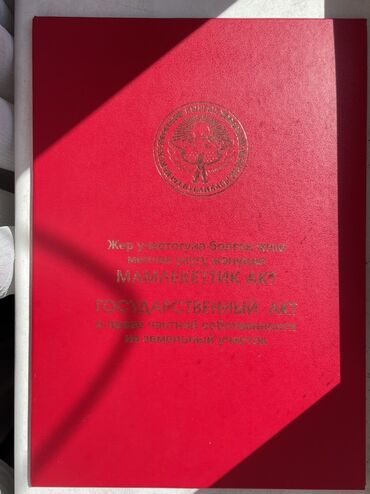 Жер участогуна болгон жеке
менчик укугу жөнүндө
МАМЛЕКЕТТИК АКТ
ГОСУДАРСТВЕННЫЙ АКТ
о праве частной собственности
на земельный участок